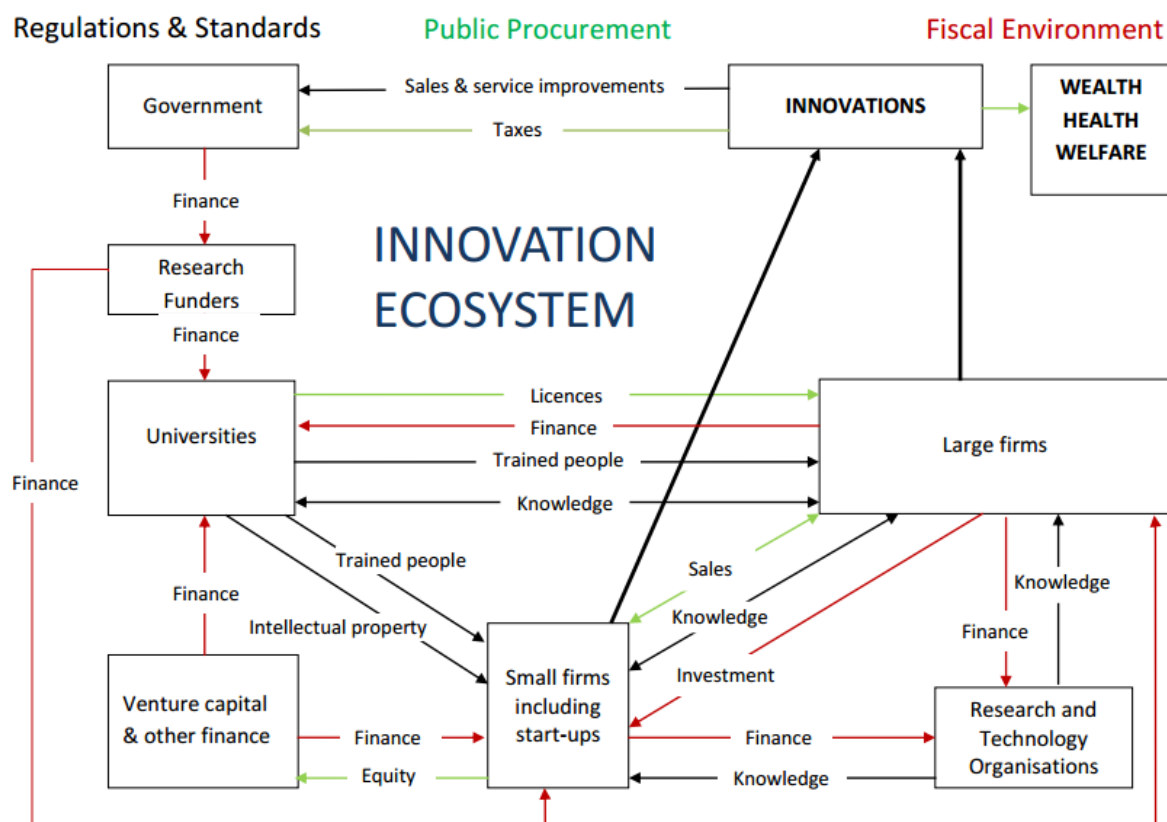 Regulations & Standards
Public Procurement
Fiscal Environment
Government
Sales & service improvements
Taxes
INNOVATIONS
WEALTH
HEALTH
WELFARE
Finance
INNOVATION
ECOSYSTEM
Research
Funders
Finance
Universities
Licences
Finance
Trained people
Knowledge
Large firms
Finance
Trained people
Intellectual property
Finance
Sales
Knowledge
Investment
Knowledge
Finance
Venture capital
& other finance
Finance
Equity
Small firms
including
start-ups
Finance
Knowledge
Research and
Technology
Organisations